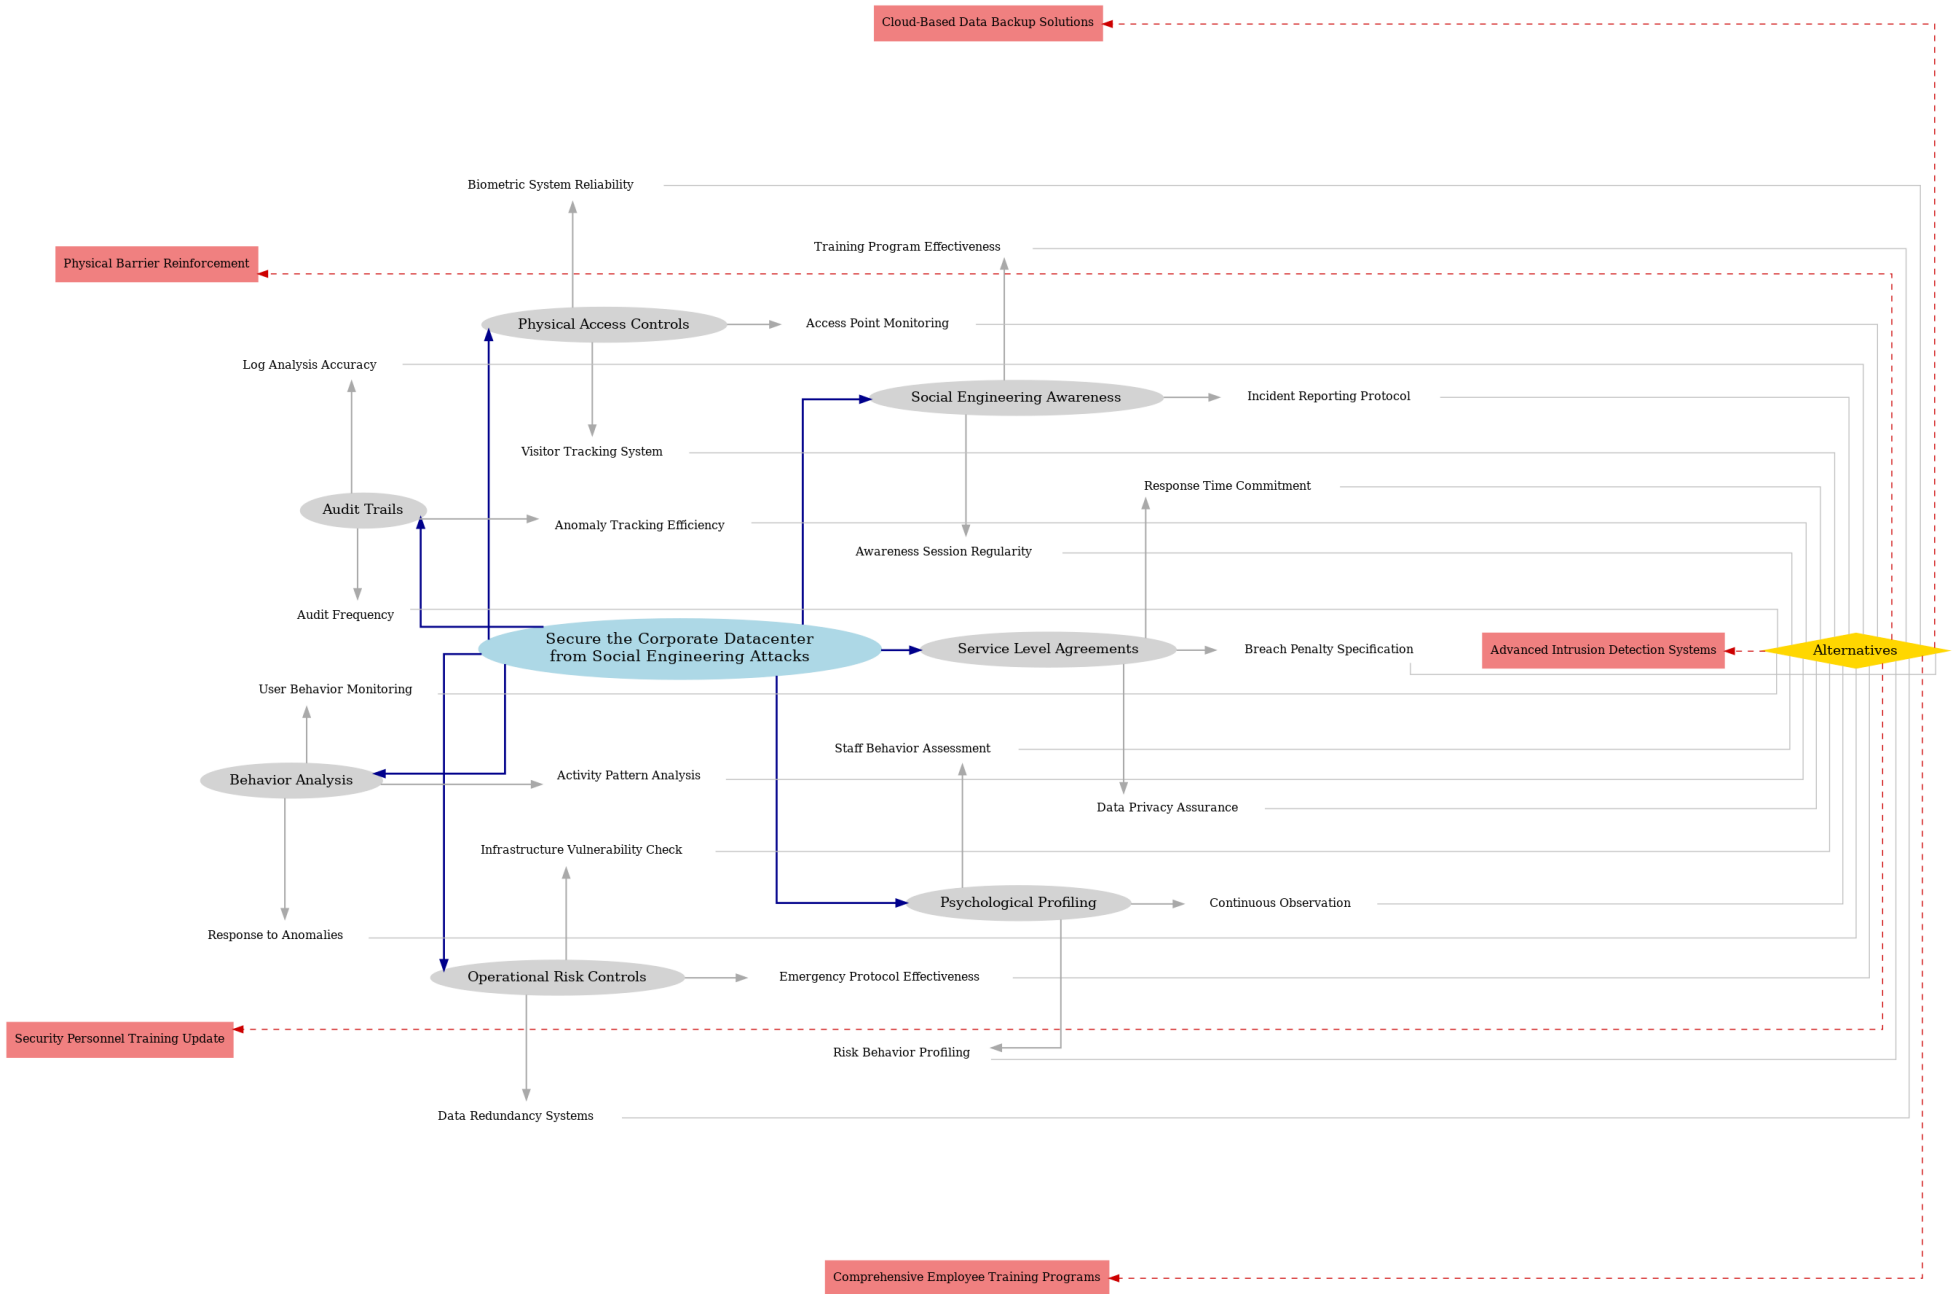 Cloud-Based Data Backup Solutions
Biometric System Reliability
Training Program Effectiveness
Physical Barrier Reinforcement
Physical Access Controls
Access Point Monitoring
Log Analysis Accuracy
Social Engineering Awareness
Incident Reporting Protocol
Visitor Tracking System
Response Time Commitment
Audit Trails
Anomaly Tracking Efficiency
Awareness Session Regularity
Audit Frequency
Secure the Corporate Datacenter
from Social Engineering Attacks
Service Level Agreements
Breach Penalty Specification
Advanced Intrusion Detection Systems
Alternatives
User Behavior Monitoring
Staff Behavior Assessment
Behavior Analysis
Activity Pattern Analysis
Data Privacy Assurance
Infrastructure Vulnerability Check
Psychological Profiling
Continuous Observation
Response to Anomalies
Operational Risk Controls
Emergency Protocol Effectiveness
Security Personnel Training Update
Risk Behavior Profiling
Data Redundancy Systems
Comprehensive Employee Training Programs